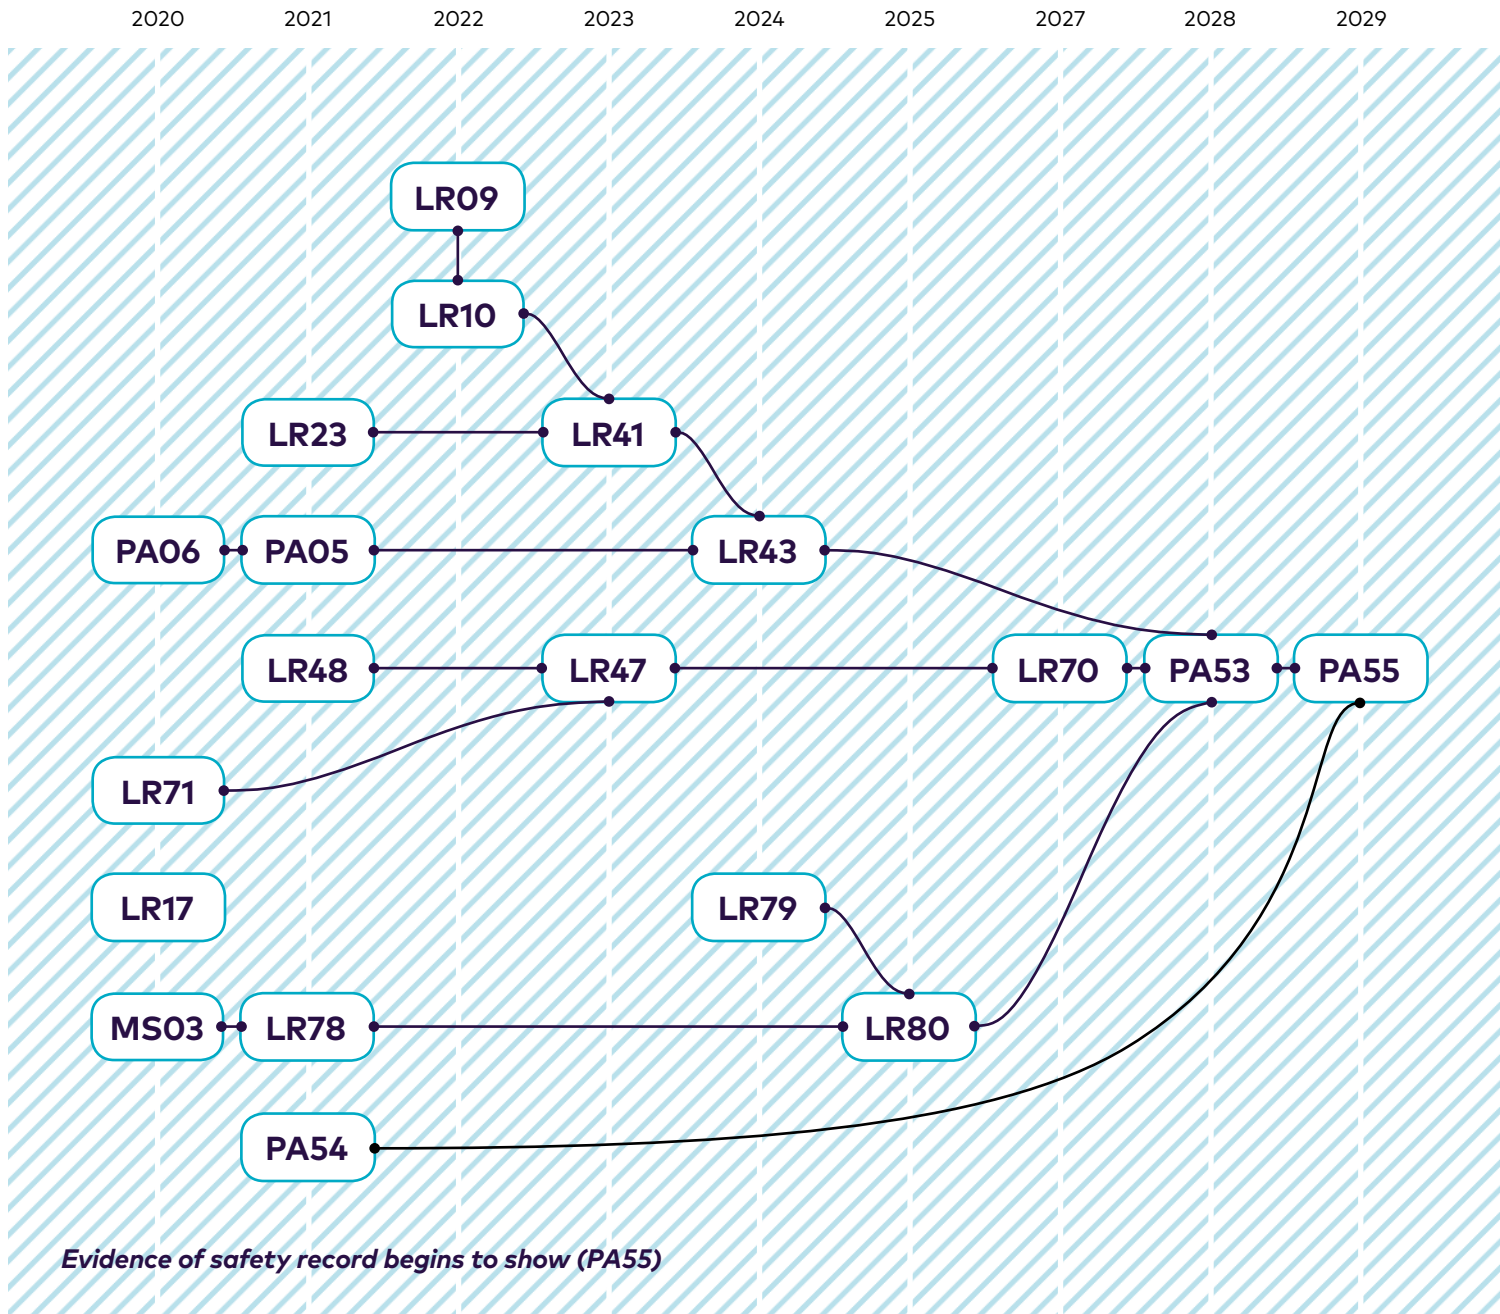 2020 2021 2022 2023 2024 2025 2027 2028 2029
LR09
LR10
LR23 LR41
PA06 PA05 LR43
LR48 LR47 LR70 PA53 PA55
LR71
LR17 LR79
MS03 LR78 LR80
PA54
Evidence of safety record begins to show (PA55)